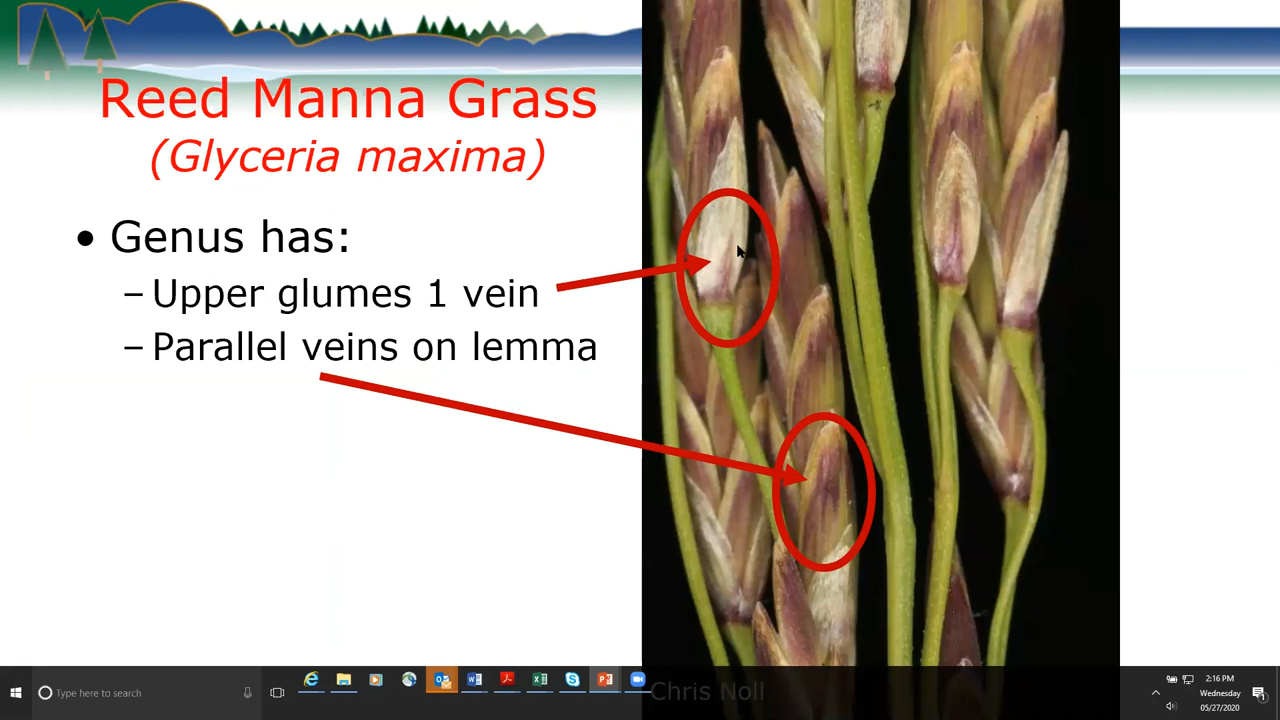 Reed Manna Grass
(Glyceria maxima)
• Genus has:
– Upper glumes 1 vein
– Parallel veins on lemma
Chris Noll
Type here to search
2:16 PM
Wednesday
05/27/2020